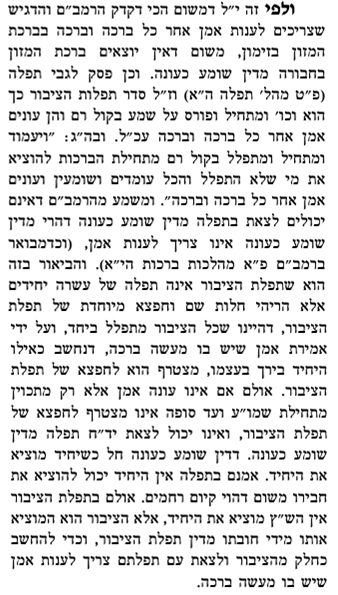 ולפי זה י"ל דמשום הכי דקדק הרמב"ם והדגיש
שצריכים לענות אמן אחר כל ברכה וברכה בברכת
המזון בזימון, משום דאין יוצאים ברכת המזון
בחבורה מדין שומע כעונה. וכן פסק לגבי תפלה
(פ"ט מהל' תפלה ה"א) וז"ל סדר תפלות הציבור כך
הוא וכו' ומתחיל ופורס על שמע בקול רם והן עונים
אמן אחר כל ברכה וברכה עכ"ל. ובה"ג: "ויעמוד
ומתחיל ומתפלל בקול רם מתחילת הברכות להוציא
את מי שלא התפלל והכל עומדים ושומעין ועונים
אמן אחר כל ברכה וברכה". ומשמע מהרמב"ם דאינם
יכולים לצאת בתפלה מדין שומע כעונה דהרי מדין
שומע כעונה אינו צריך לענות אמן, (וכדמבואר
ברמב"ם פ"א מהלכות ברכות הי"א). והביאור בזה
הוא שתפלת הציבור אינה תפלה של עשרה יחידים
אלא הריהי חלות שם וחפצא מיוחדת של תפלת
הציבור, דהיינו שכל הציבור מתפלל ביחד, ועל ידי
אמירת אמן שיש בו מעשה ברכה, דנחשב כאילו
היחיד בירך בעצמו, מצטרף הוא לחפצא של תפלת
הציבור. אולם אם אינו עונה אמן אלא רק מתכוין
מתחילת שמו"ע ועד סופה אינו מצטרף לחפצא של
תפלת הציבור, ואינו יכול לצאת יד"ח תפלה מדין
שומע כעונה. דדין שומע כעונה חל כשיחיד מוציא
את היחיד. אמנם בתפלה אין היחיד יכול להוציא את
חבירו משום דהוי קיום רחמים. אולם בתפלת הציבור
אין הש"ץ מוציא את היחיד, אלא הציבור הוא המוציא
אותו מידי חובתו מדין תפלת הציבור, וכדי להחשב
כחלק מהציבור ולצאת עם תפלתם צריך לענות אמן
שיש בו מעשה ברכה.